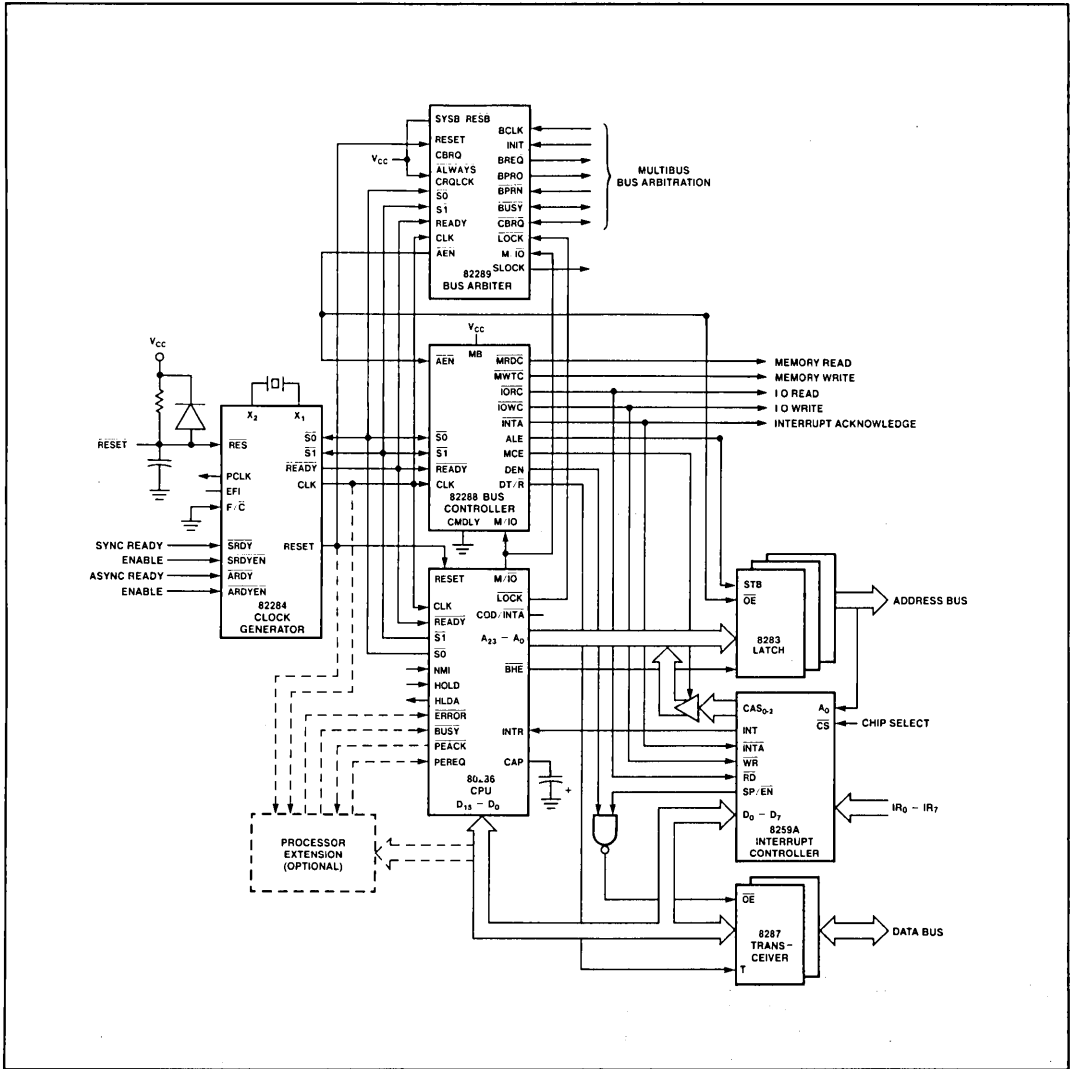 SYSB RESB
RESET
CBRQ
VCC
ALWAYS
CRQLCK
S0
S1
READY
CLK
AEN
BCLK
INIT
BREQ
BPRO
BPRN
BUSY
CBRQ
LOCK
M IO
SLOCK
82289
BUS ARBITER
MULTIBUS
BUS ARBITRATION
VCC
MB
AEN
S0
S1
READY
CLK
MRDC
MWTC
IORC
IOWC
INTA
ALE
MCE
DEN
DT/R
82288 BUS
CONTROLLER
CMDLY M/IO
MEMORY READ
MEMORY WRITE
I O READ
I O WRITE
INTERRUPT ACKNOWLEDGE
VCC
X2
X1
RESET
RES
PCLK
EFI
F/C
SYNC READY
ENABLE
ASYNC READY
ENABLE
SRDY
SRDYEN
ARDY
ARDYEN
S0
S1
READY
CLK
RESET
82284
CLOCK
GENERATOR
RESET
M/IO
CLK
READY
S1
S0
NMI
HOLD
HLDA
ERROR
BUSY
PEACK
PEREQ
LOCK
COD/INTA
A23 – A0
BHE
INTR
CAP
+
CPU
D15 – D0
PROCESSOR
EXTENSION
(OPTIONAL)
STB
OE
8283
LATCH
ADDRESS BUS
CAS0-2
INT
INTA
WR
RD
SP/EN
D0 – D7
A0
CS
CHIP SELECT
IR0 – IR7
8259A
INTERRUPT
CONTROLLER
OE
8287
TRANS-
CEIVER
T
DATA BUS